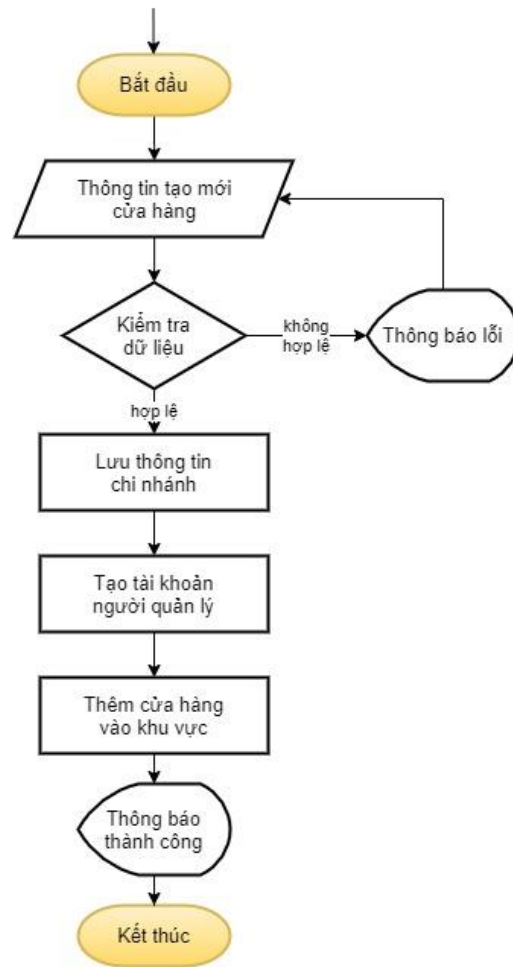 Bắt đầu
Thông tin tạo mới
cửa hàng
Kiểm tra
dữ liệu
không
hợp lệ
Thông báo lỗi
hợp lệ
Lưu thông tin
chi nhánh
Tạo tài khoản
người quản lý
Thêm cửa hàng
vào khu vực
Thông báo
thành công
Kết thúc